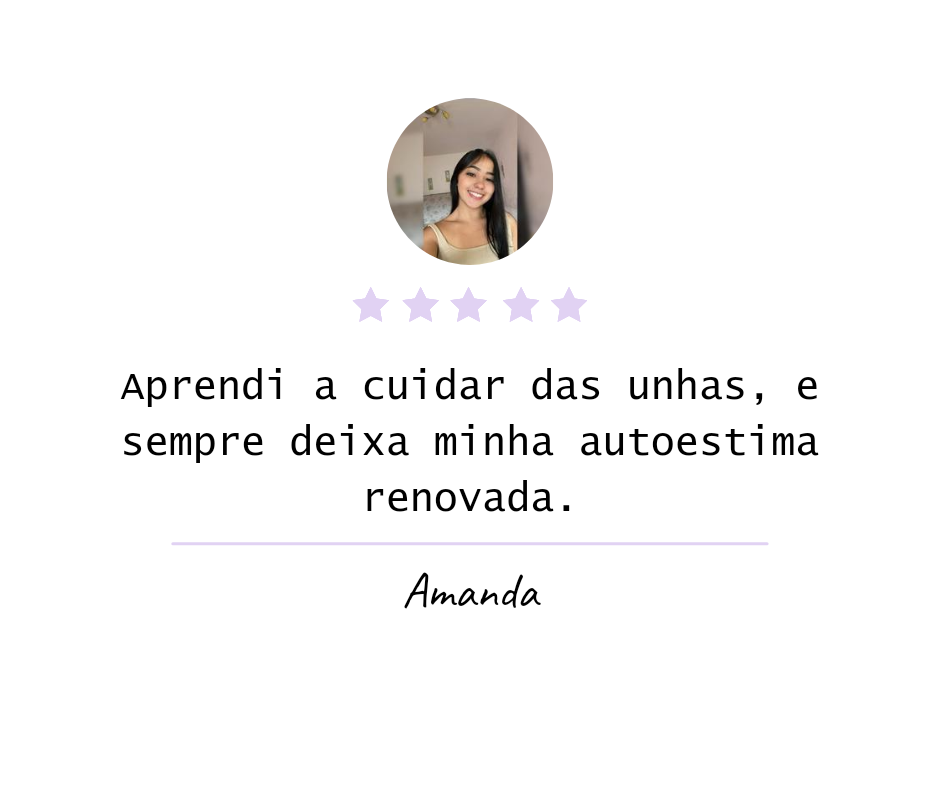 Aprendi a cuidar das unhas, e
sempre deixa minha autoestima
renovada.
Amanda